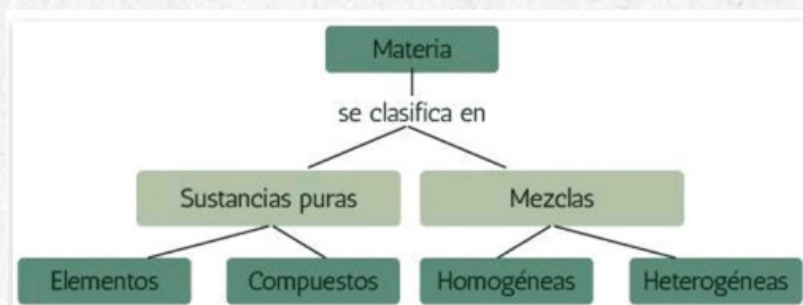 Materia
se clasifica en
Sustancias puras
Mezclas
Elementos
Compuestos
Homogéneas
Heterogéneas